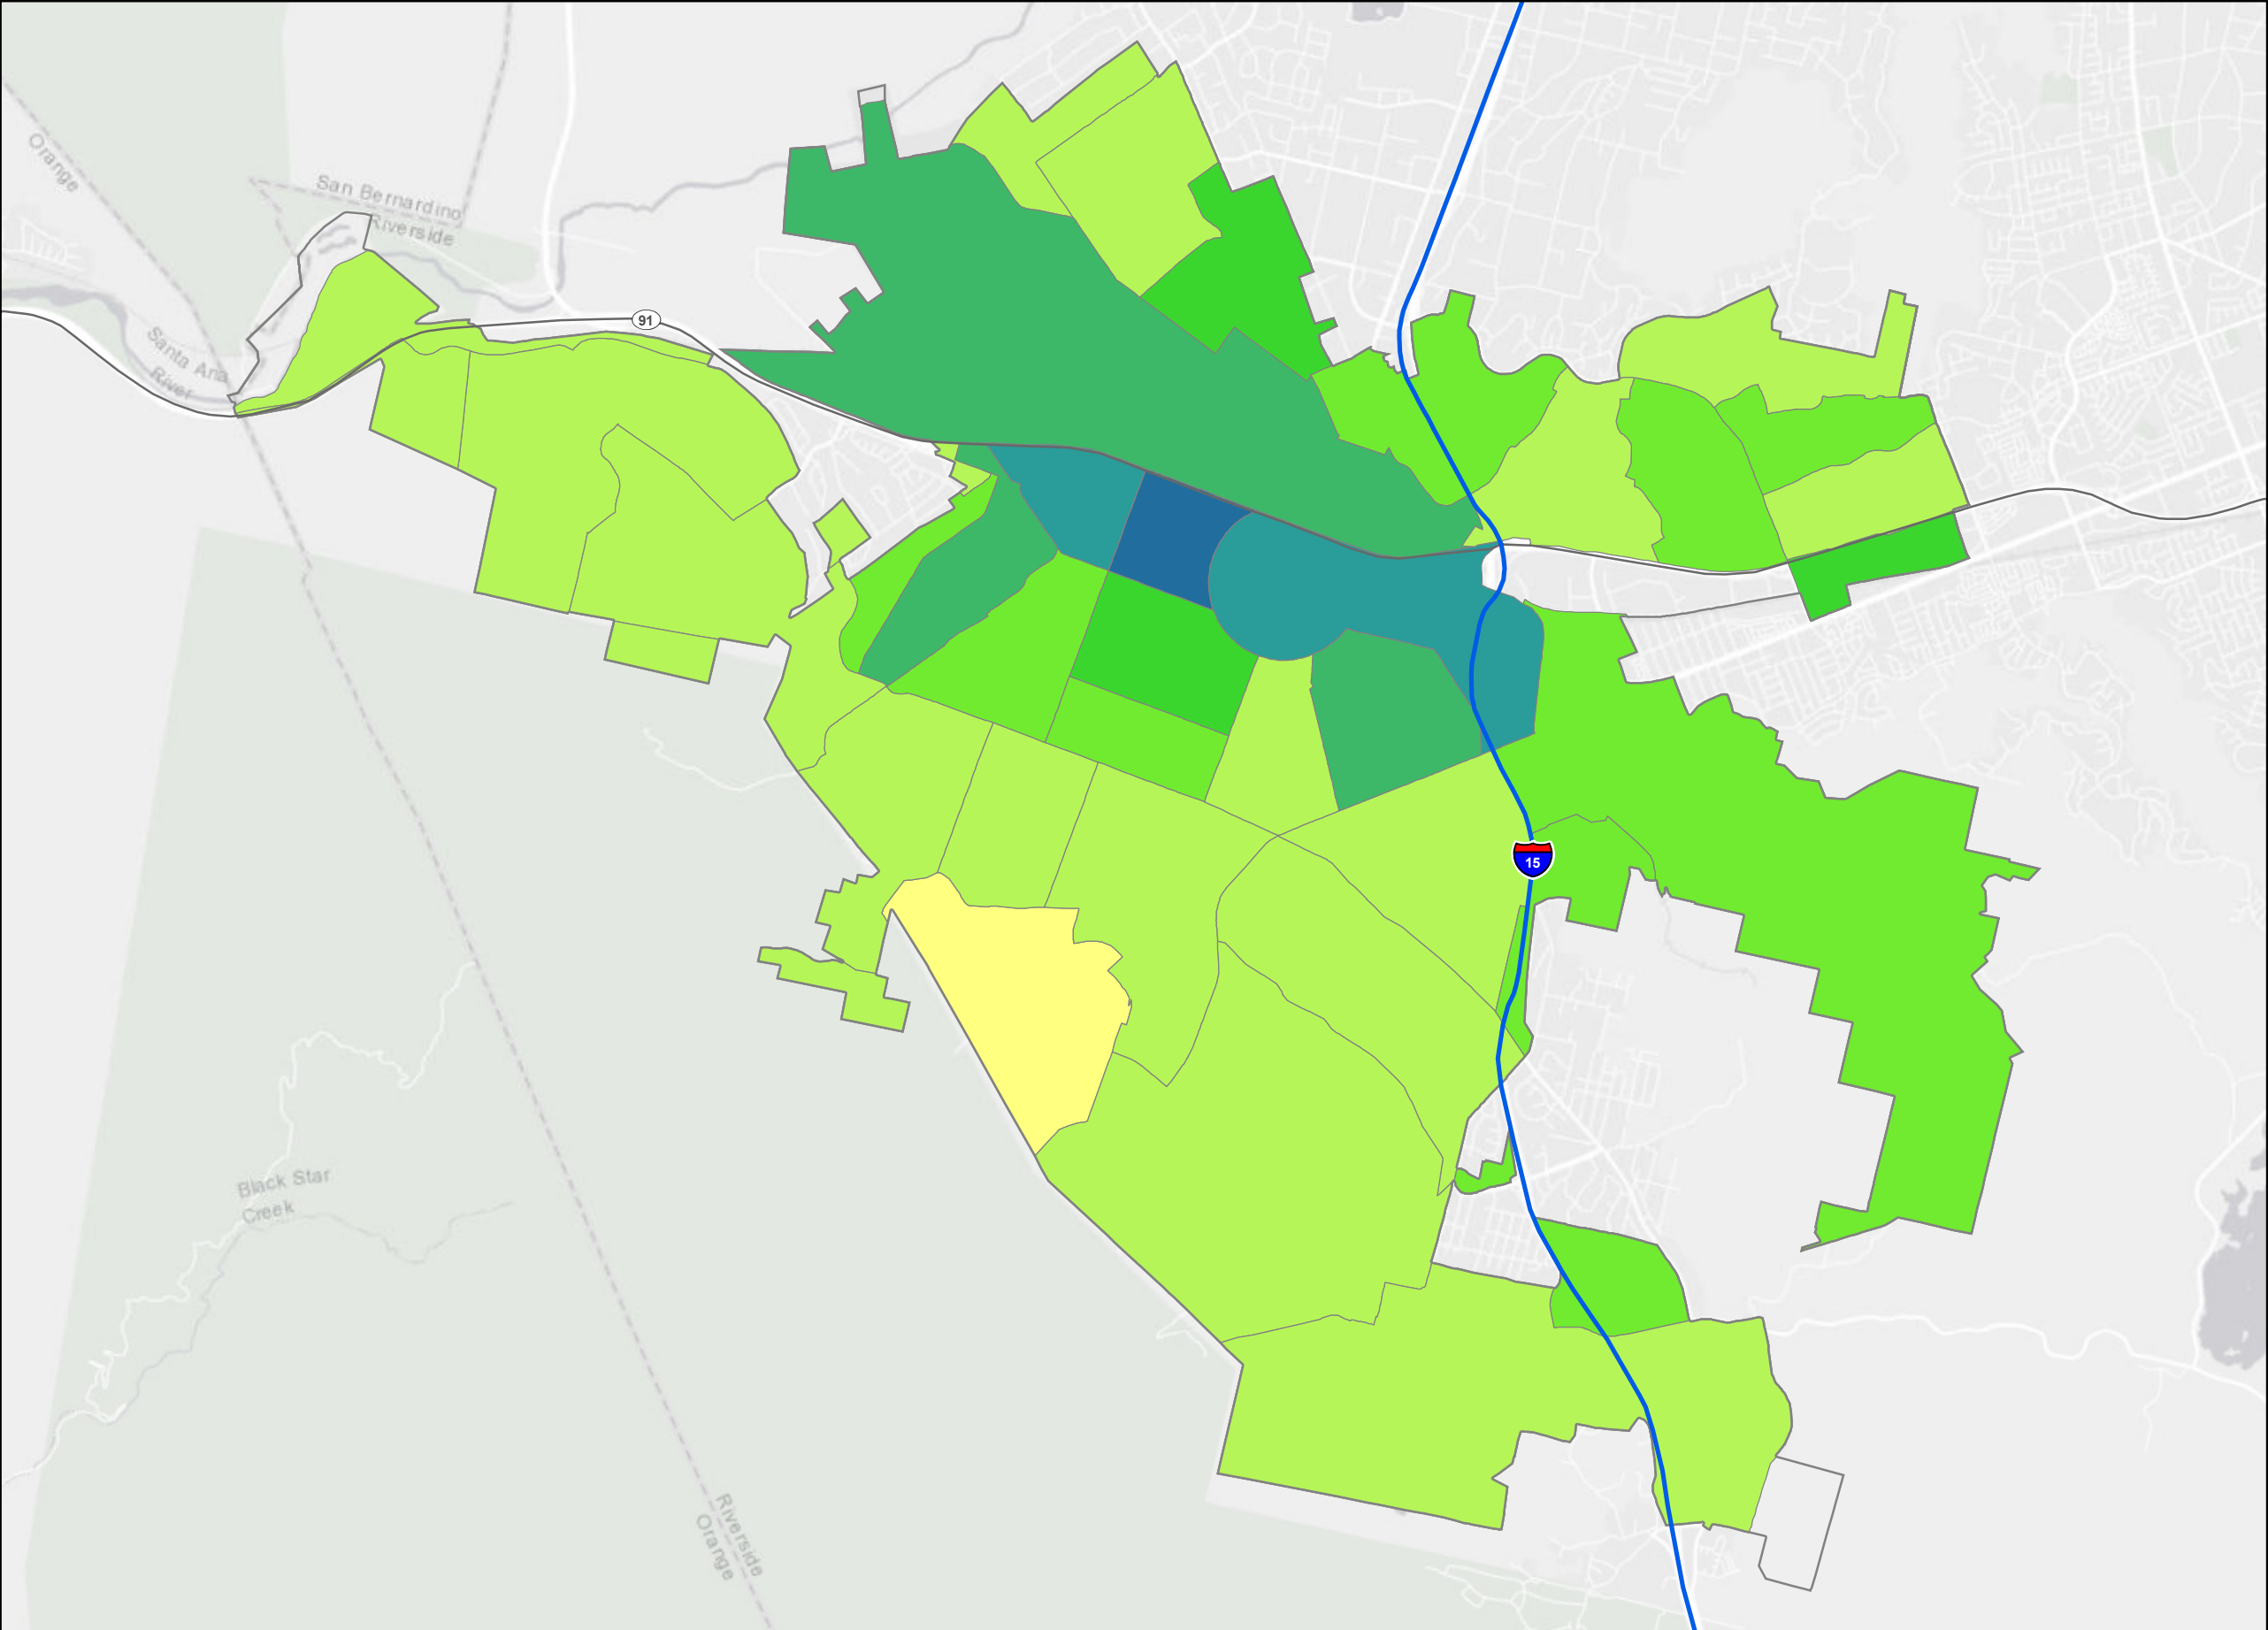 Orange
San Bernardino
Riverside
91
Santa Ana
River
15
Black Star
Creek
Riverside
Orange